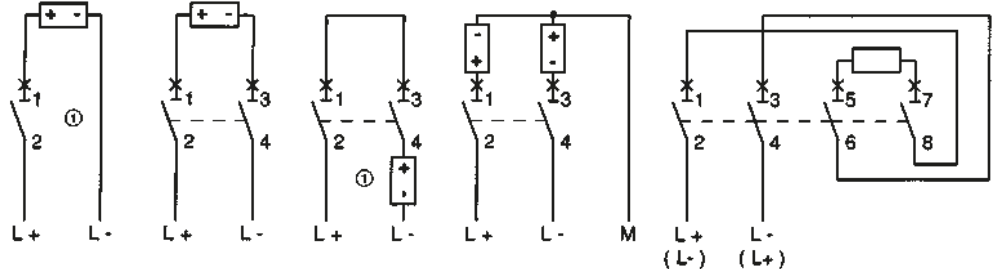 + - + - - + + -
1 1 3 1 3 1 3 1 3 5 7
①
2 2 4 2 4 2 4 2 4 6 8
① + -
L+ L- L+ L- L+ L- L+ L- M L+ L-
(L-) (L+)